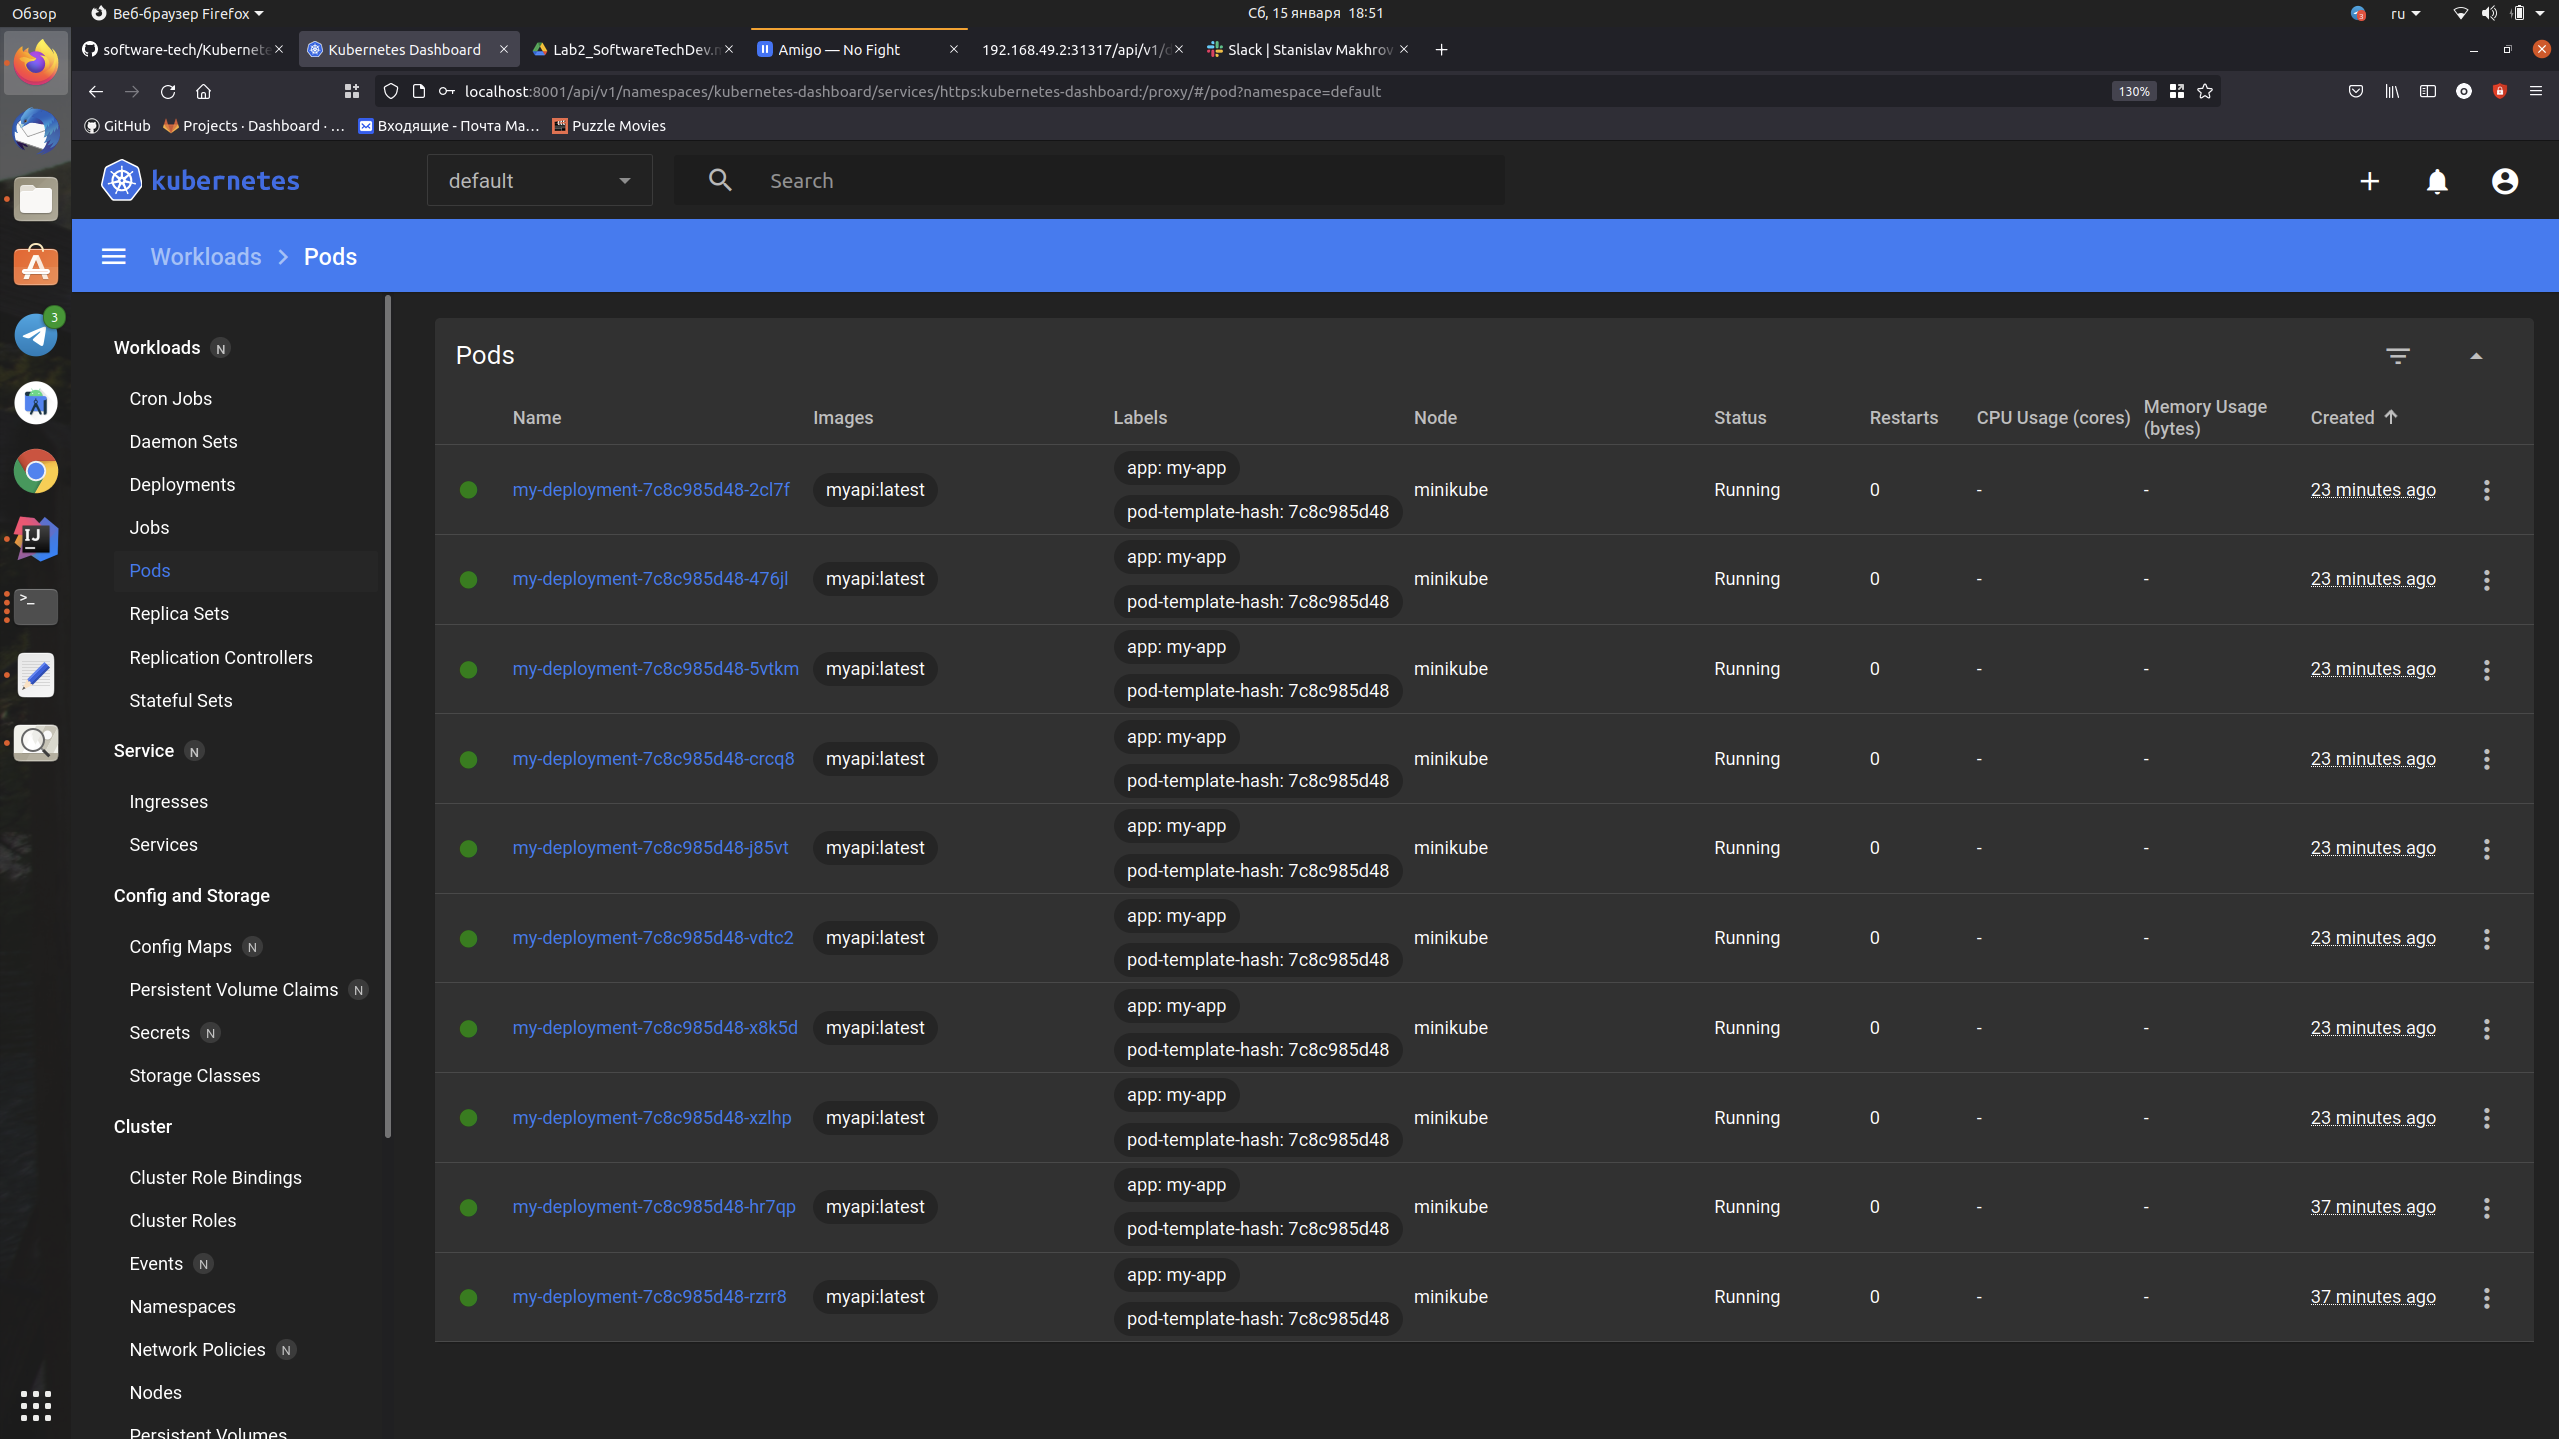 Обзор
Веб-браузер Firefox
Сб, 15 января 18:51
ru
software-tech/Kubernete
Kubernetes Dashboard
Lab2_SoftwareTechDev.
Amigo — No Fight
192.168.49.2:31317/api/v1/
Slack | Stanislav Makhrov
localhost:8001/api/v1/namespaces/kubernetes-dashboard/services/https:kubernetes-dashboard:/proxy/#/pod?namespace=default
130%
GitHub
Projects · Dashboard · ...
Входящие - Почта Ma...
Puzzle Movies
kubernetes
default
Search
Workloads
Pods
3
Workloads N
Cron Jobs
Daemon Sets
Deployments
Jobs
Pods
Replica Sets
Replication Controllers
Stateful Sets
Service N
Ingresses
Services
Config and Storage
Config Maps N
Persistent Volume Claims N
Secrets N
Storage Classes
Cluster
Cluster Role Bindings
Cluster Roles
Events N
Namespaces
Network Policies N
Nodes
Persistent Volumes
Pods
Name Images Labels Node Status Restarts CPU Usage (cores) Memory Usage (bytes) Created
my-deployment-7c8c985d48-2cl7f myapi:latest app: my-app pod-template-hash: 7c8c985d48 minikube Running 0 - - 23 minutes ago
my-deployment-7c8c985d48-476jl myapi:latest app: my-app pod-template-hash: 7c8c985d48 minikube Running 0 - - 23 minutes ago
my-deployment-7c8c985d48-5vtkm myapi:latest app: my-app pod-template-hash: 7c8c985d48 minikube Running 0 - - 23 minutes ago
my-deployment-7c8c985d48-crcq8 myapi:latest app: my-app pod-template-hash: 7c8c985d48 minikube Running 0 - - 23 minutes ago
my-deployment-7c8c985d48-j85vt myapi:latest app: my-app pod-template-hash: 7c8c985d48 minikube Running 0 - - 23 minutes ago
my-deployment-7c8c985d48-vdtc2 myapi:latest app: my-app pod-template-hash: 7c8c985d48 minikube Running 0 - - 23 minutes ago
my-deployment-7c8c985d48-x8k5d myapi:latest app: my-app pod-template-hash: 7c8c985d48 minikube Running 0 - - 23 minutes ago
my-deployment-7c8c985d48-xzlhp myapi:latest app: my-app pod-template-hash: 7c8c985d48 minikube Running 0 - - 23 minutes ago
my-deployment-7c8c985d48-hr7qp myapi:latest app: my-app pod-template-hash: 7c8c985d48 minikube Running 0 - - 37 minutes ago
my-deployment-7c8c985d48-rzrr8 myapi:latest app: my-app pod-template-hash: 7c8c985d48 minikube Running 0 - - 37 minutes ago